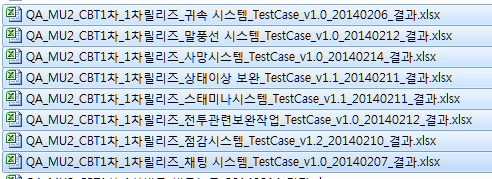 QA_MU2_CBT1차_1차릴리즈_귀속 시스템_TestCase_v1.0_20140206_결과.xlsx
QA_MU2_CBT1차_1차릴리즈_말풍선 시스템_TestCase_v1.0_20140212_결과.xlsx
QA_MU2_CBT1차_1차릴리즈_사망시스템_TestCase_v1.0_20140214_결과.xlsx
QA_MU2_CBT1차_1차릴리즈_상태이상 보완_TestCase_v1.1_20140211_결과.xlsx
QA_MU2_CBT1차_1차릴리즈_스태미나시스템_TestCase_v1.1_20140211_결과.xlsx
QA_MU2_CBT1차_1차릴리즈_전투관련보완작업_TestCase_v1.0_20140212_결과.xlsx
QA_MU2_CBT1차_1차릴리즈_점감시스템_TestCase_v1.2_20140210_결과.xlsx
QA_MU2_CBT1차_1차릴리즈_채팅 시스템_TestCase_v1.0_20140207_결과.xlsx